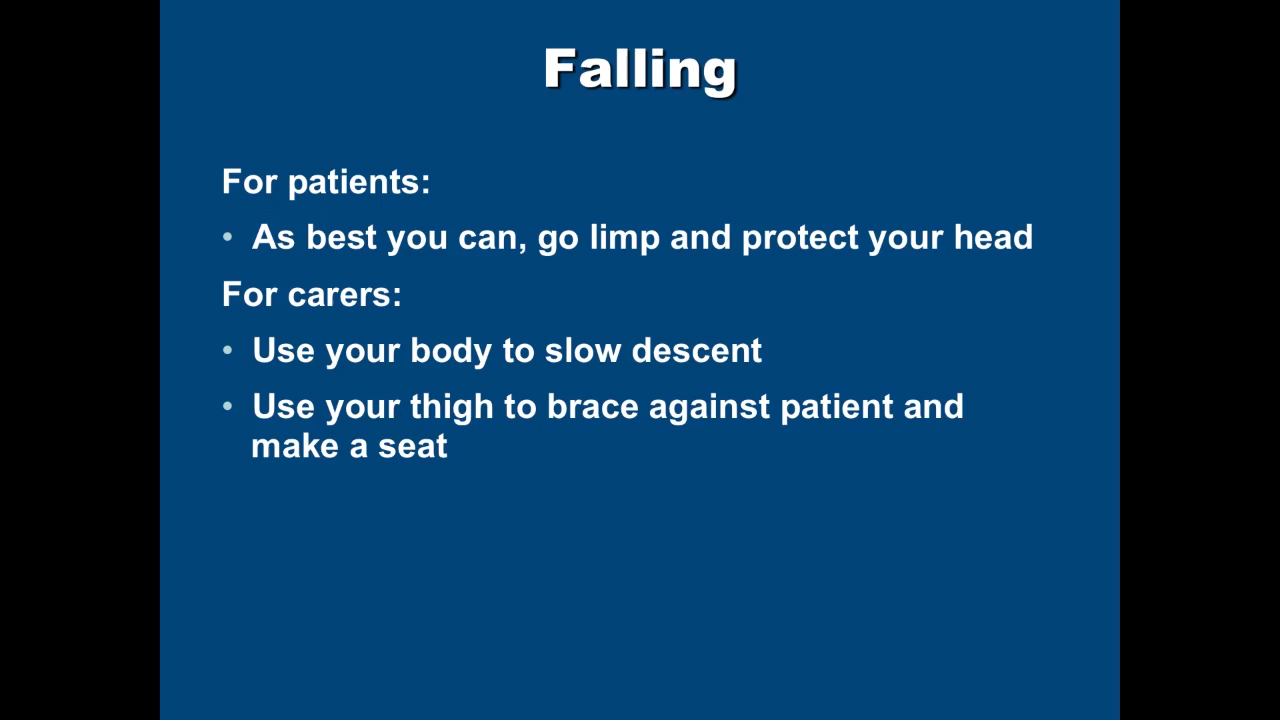 Falling
For patients:
• As best you can, go limp and protect your head
For carers:
• Use your body to slow descent
• Use your thigh to brace against patient and
make a seat